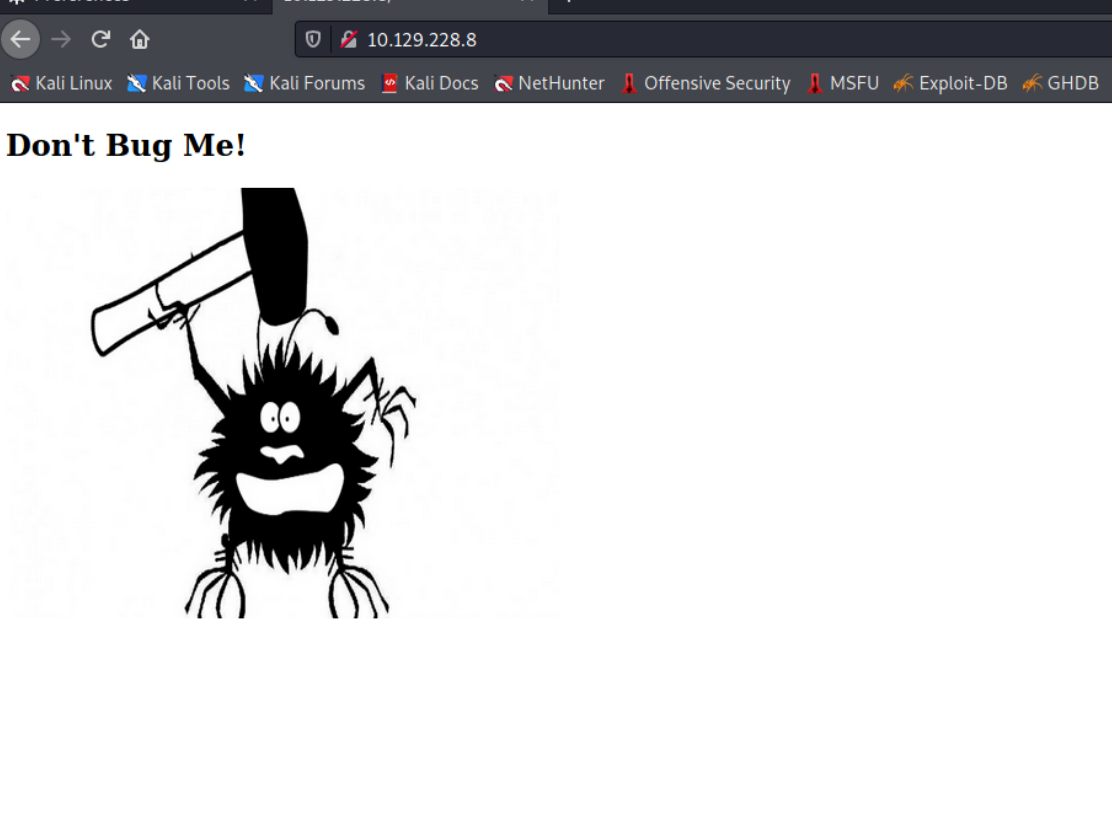 10.129.228.8
Kali Linux Kali Tools Kali Forums Kali Docs NetHunter Offensive Security MSFU Exploit-DB GHDB
Don't Bug Me!